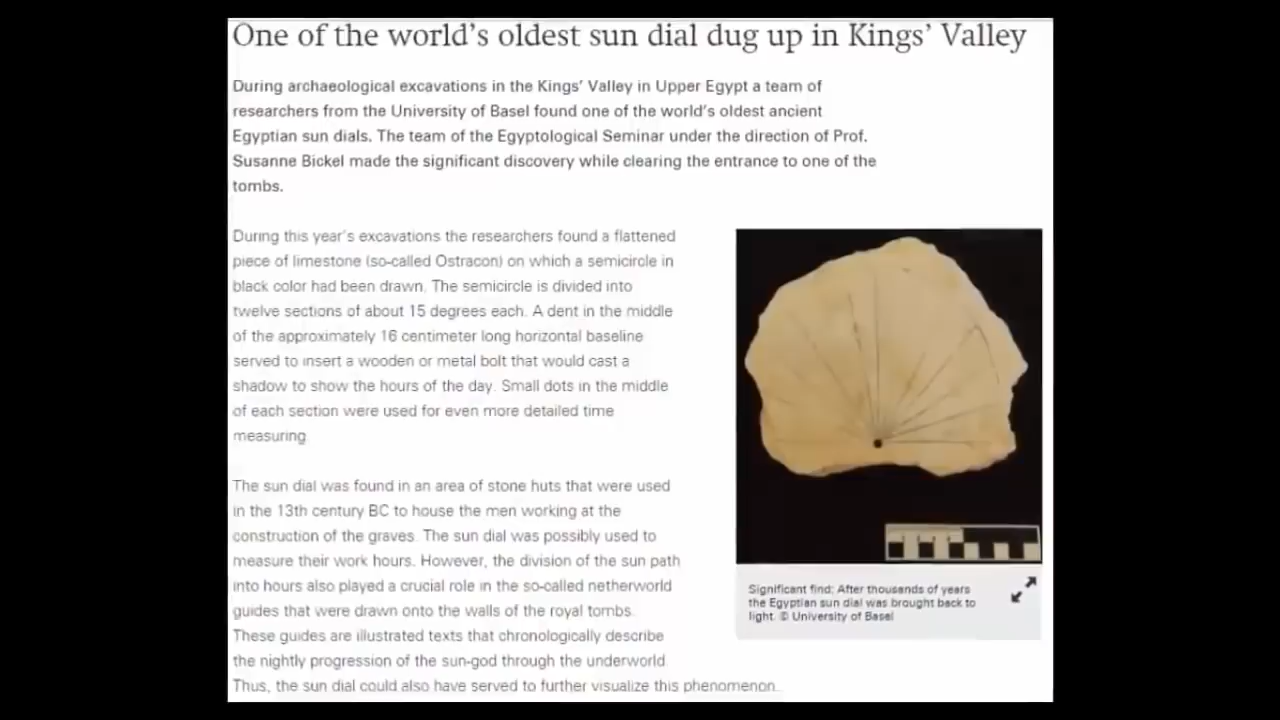 One of the world's oldest sun dial dug up in Kings' Valley
During archaeological excavations in the Kings' Valley in Upper Egypt a team of
researchers from the University of Basel found one of the world's oldest ancient
Egyptian sun dials. The team of the Egyptological Seminar under the direction of Prof.
Susanne Bickel made the significant discovery while clearing the entrance to one of the
tombs.
During this year's excavations the researchers found a flattened
piece of limestone (so-called Ostracon) on which a semicircle in
black color had been drawn. The semicircle is divided into
twelve sections of about 15 degrees each. A dent in the middle
of the approximately 16 centimeter long horizontal baseline
served to insert a wooden or metal bolt that would cast a
shadow to show the hours of the day. Small dots in the middle
of each section were used for even more detailed time
measuring.
The sun dial was found in an area of stone huts that were used
in the 13th century BC to house the men working at the
construction of the graves. The sun dial was possibly used to
measure their work hours. However, the division of the sun path
into hours also played a crucial role in the so-called netherworld
guides that were drawn onto the walls of the royal tombs.
These guides are illustrated texts that chronologically describe
the nightly progression of the sun-god through the underworld.
Thus, the sun dial could also have served to further visualize this phenomenon.
Significant find: After thousands of years
the Egyptian sun dial was brought back to
light. © University of Basel